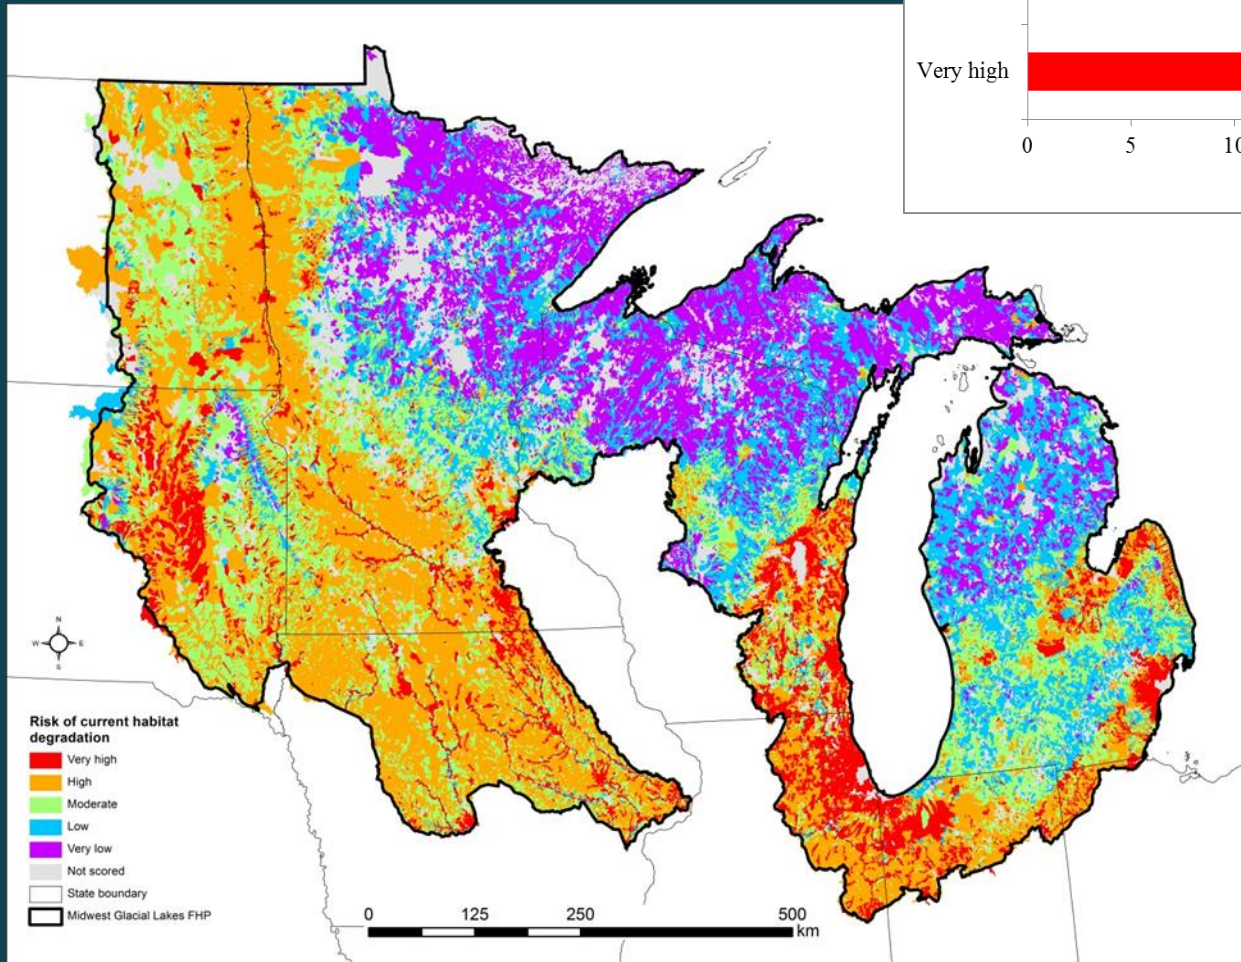 Very high
0 5 10
N
W E
S
Risk of current habitat
degradation
Very high
High
Moderate
Low
Very low
Not scored
State boundary
Midwest Glacial Lakes FHP
0 125 250 500
km